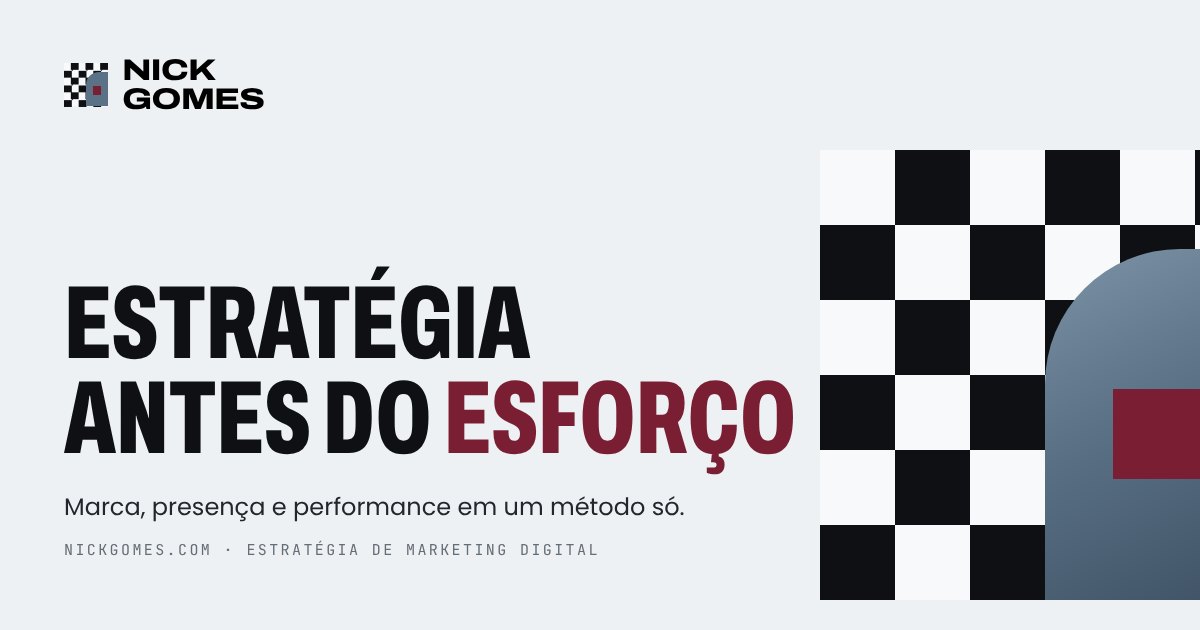 NICK
GOMES
ESTRATÉGIA
ANTES DO ESFORÇO
Marca, presença e performance em um método só.
NICKGOMES.COM · ESTRATÉGIA DE MARKETING DIGITAL